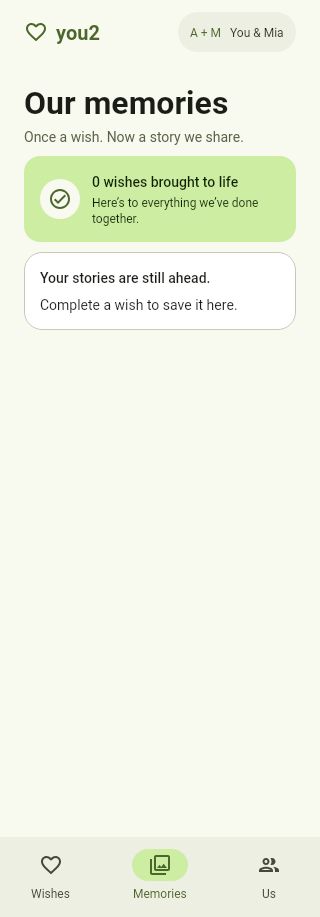 you2
A + M You & Mia
Our memories
Once a wish. Now a story we share.
0 wishes brought to life
Here's to everything we've done
together.
Your stories are still ahead.
Complete a wish to save it here.
Wishes
Memories
Us